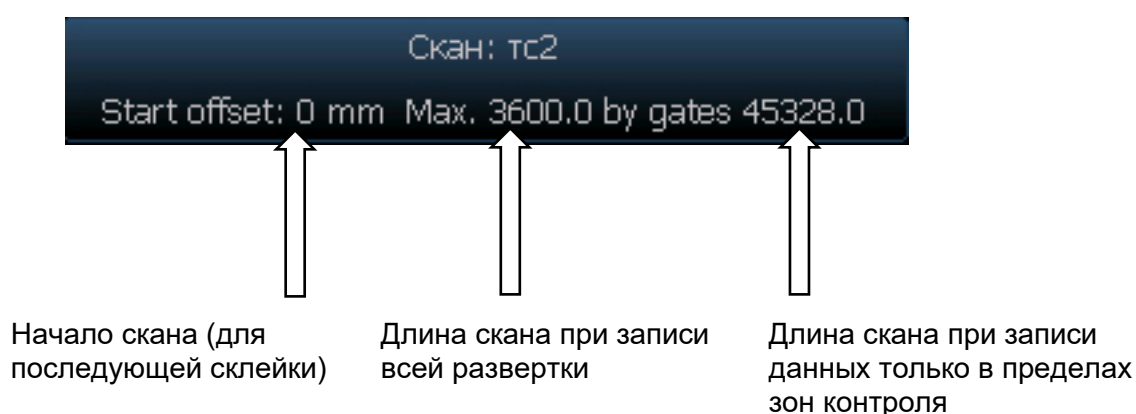 Скан: тс2
Start offset: 0 mm Max. 3600.0 by gates 45328.0
Начало скана (для
последующей склейки)
Длина скана при записи
всей развертки
Длина скана при записи
данных только в пределах
зон контроля